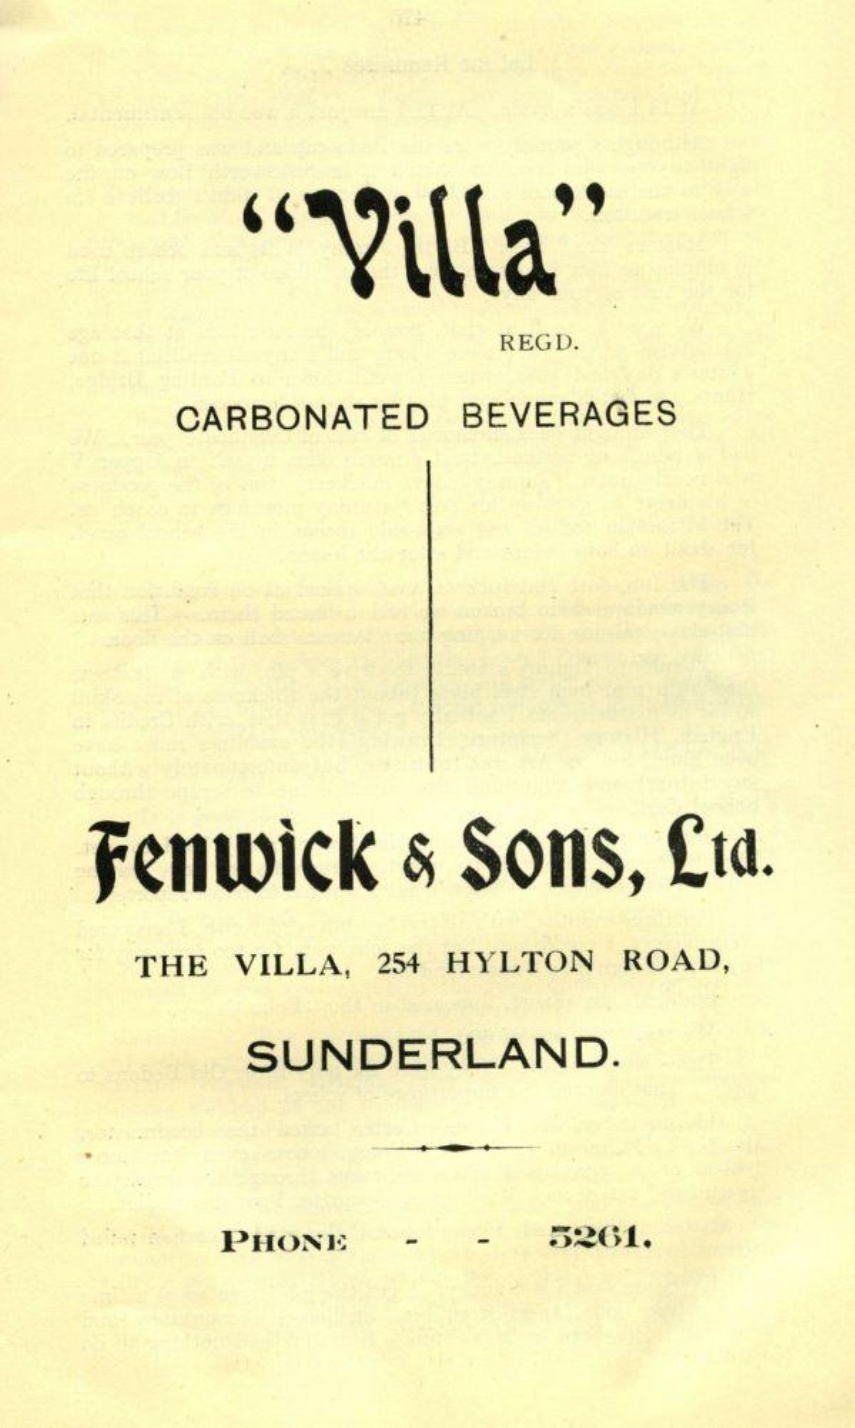 “Villa”
REGD.
CARBONATED BEVERAGES
Fenwick & Sons, Ltd.
THE VILLA, 254 HYLTON ROAD,
SUNDERLAND.
PHONE - - 5261.